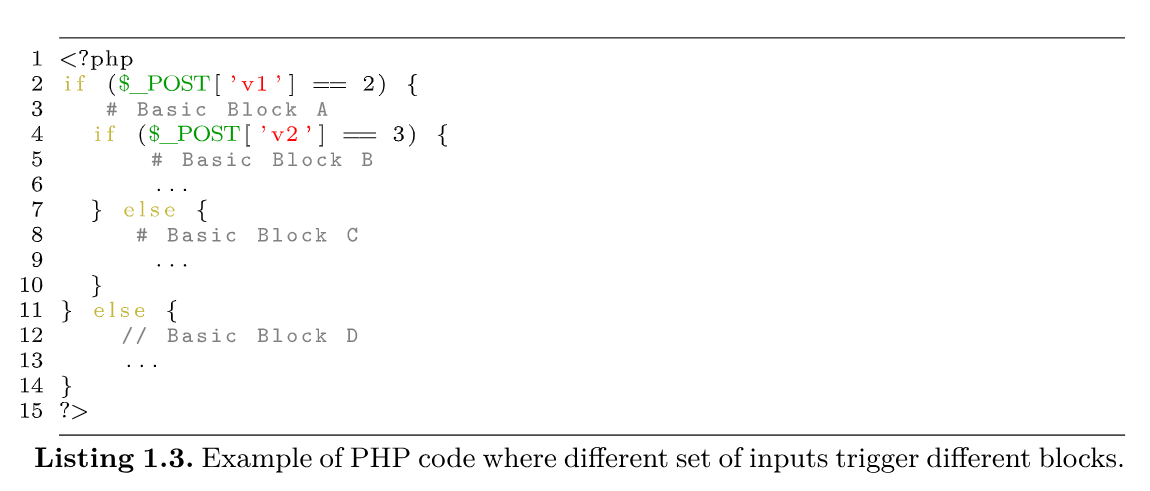 1 <?php
2 if ($_POST['v1'] == 2) {
3 # Basic Block A
4 if ($_POST['v2'] == 3) {
5 # Basic Block B
6 ...
7 } else {
8 # Basic Block C
9 ...
10 }
11 } else {
12 // Basic Block D
13 ...
14 }
15 ?>
Listing 1.3. Example of PHP code where different set of inputs trigger different blocks.